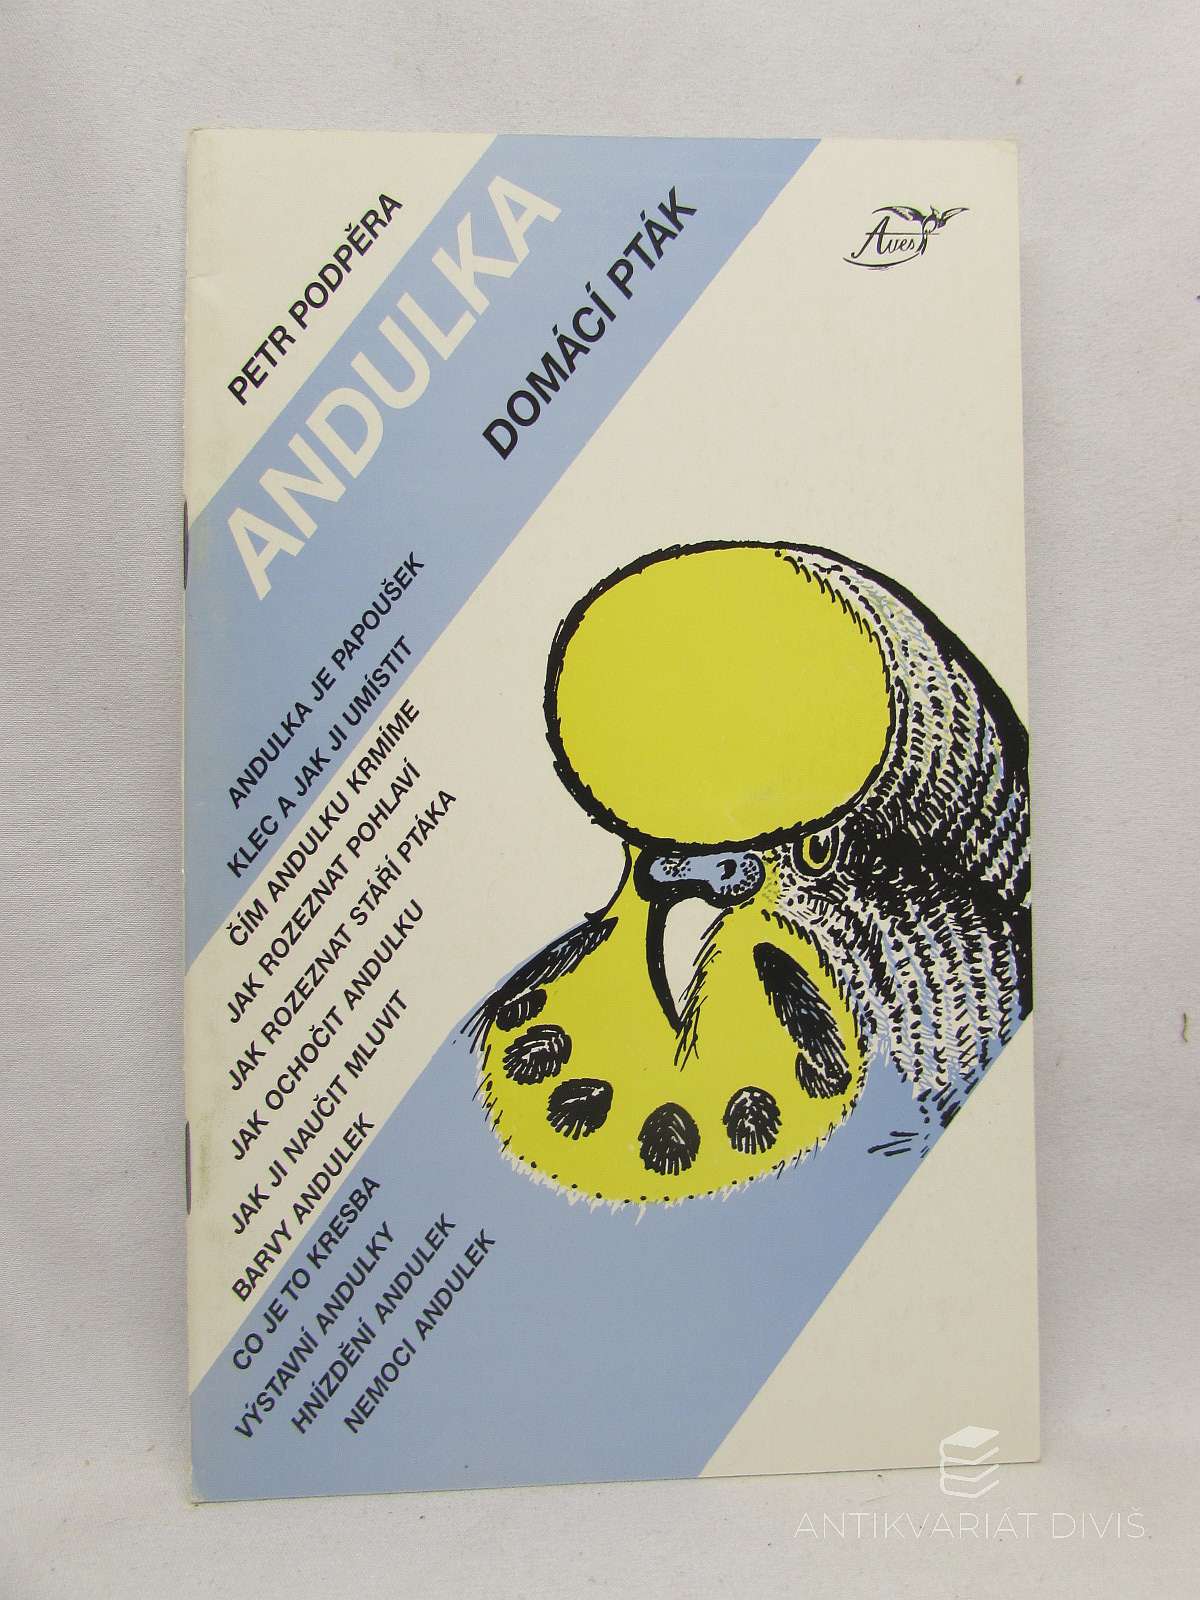 PETR PODPĚRA
ANDULKA
DOMÁCÍ PTÁK
Aves
ANDULKA JE PAPOUŠEK
KLEC A JAK JI UMÍSTIT
ČÍM ANDULKU KRMÍME
JAK ROZEZNAT POHLAVÍ
JAK ROZEZNAT STÁŘÍ PTÁKA
JAK OCHOČIT ANDULKU
JAK JI NAUČIT MLUVIT
BARVY ANDULEK
CO JE TO KRESBA
VÝSTAVNÍ ANDULKY
HNÍZDĚNÍ ANDULEK
NEMOCI ANDULEK
ANTIKVARIÁT DIVIŠ